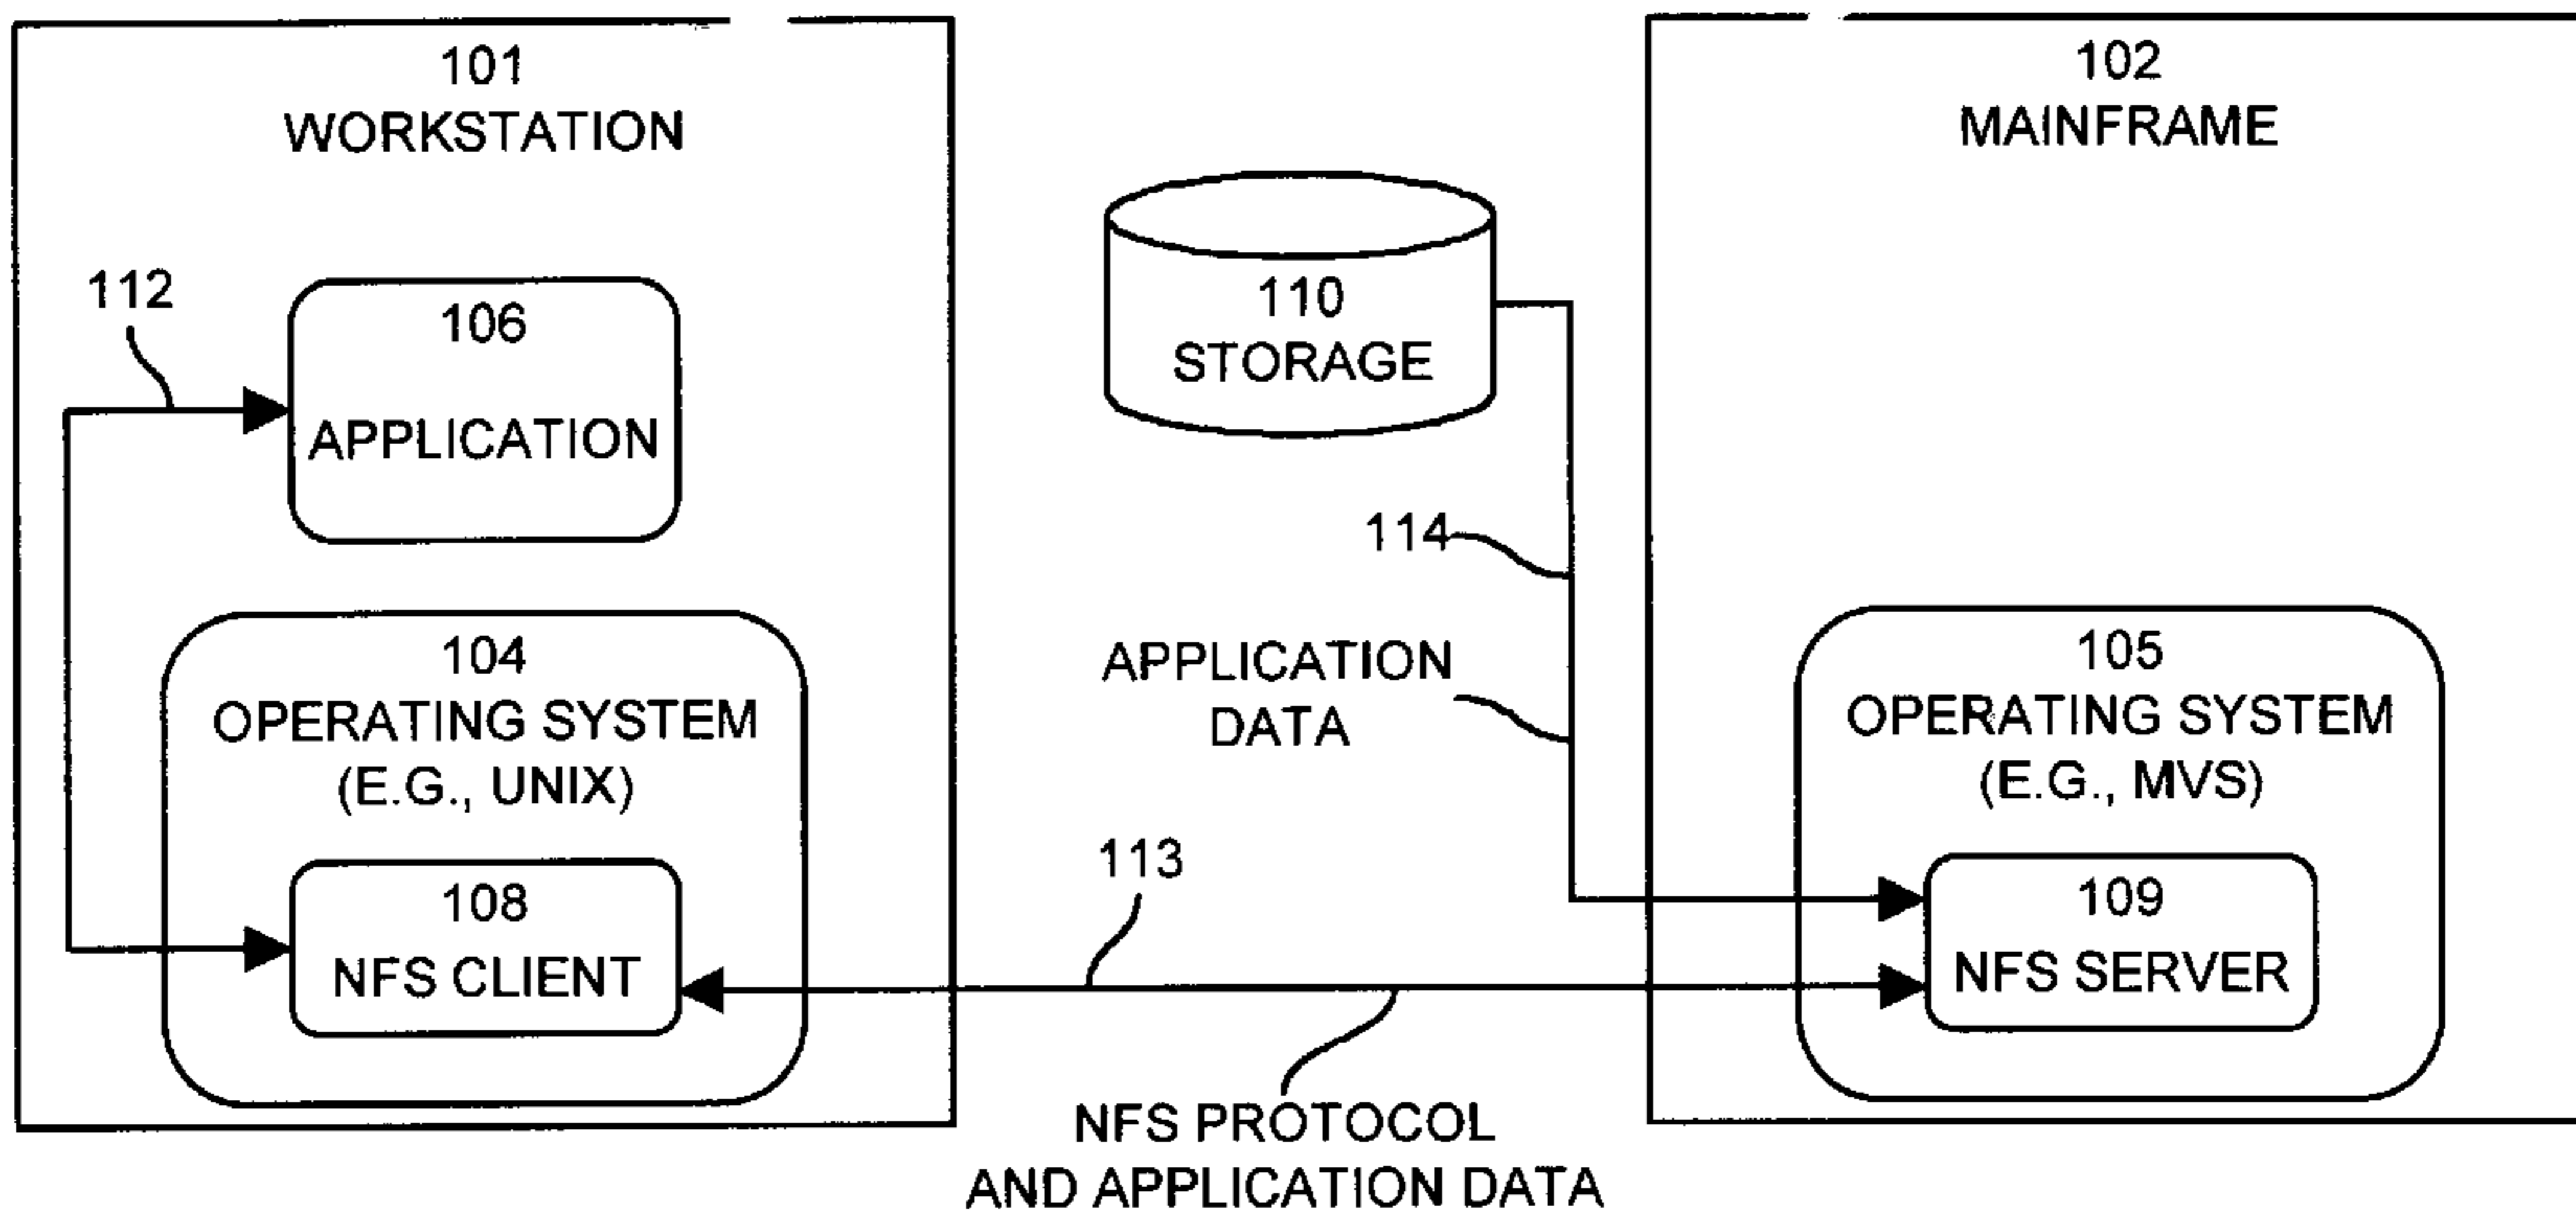 101
WORKSTATION
112
106
APPLICATION
104
OPERATING SYSTEM
(E.G., UNIX)
108
NFS CLIENT
110
STORAGE
114
APPLICATION
DATA
113
NFS PROTOCOL
AND APPLICATION DATA
102
MAINFRAME
105
OPERATING SYSTEM
(E.G., MVS)
109
NFS SERVER